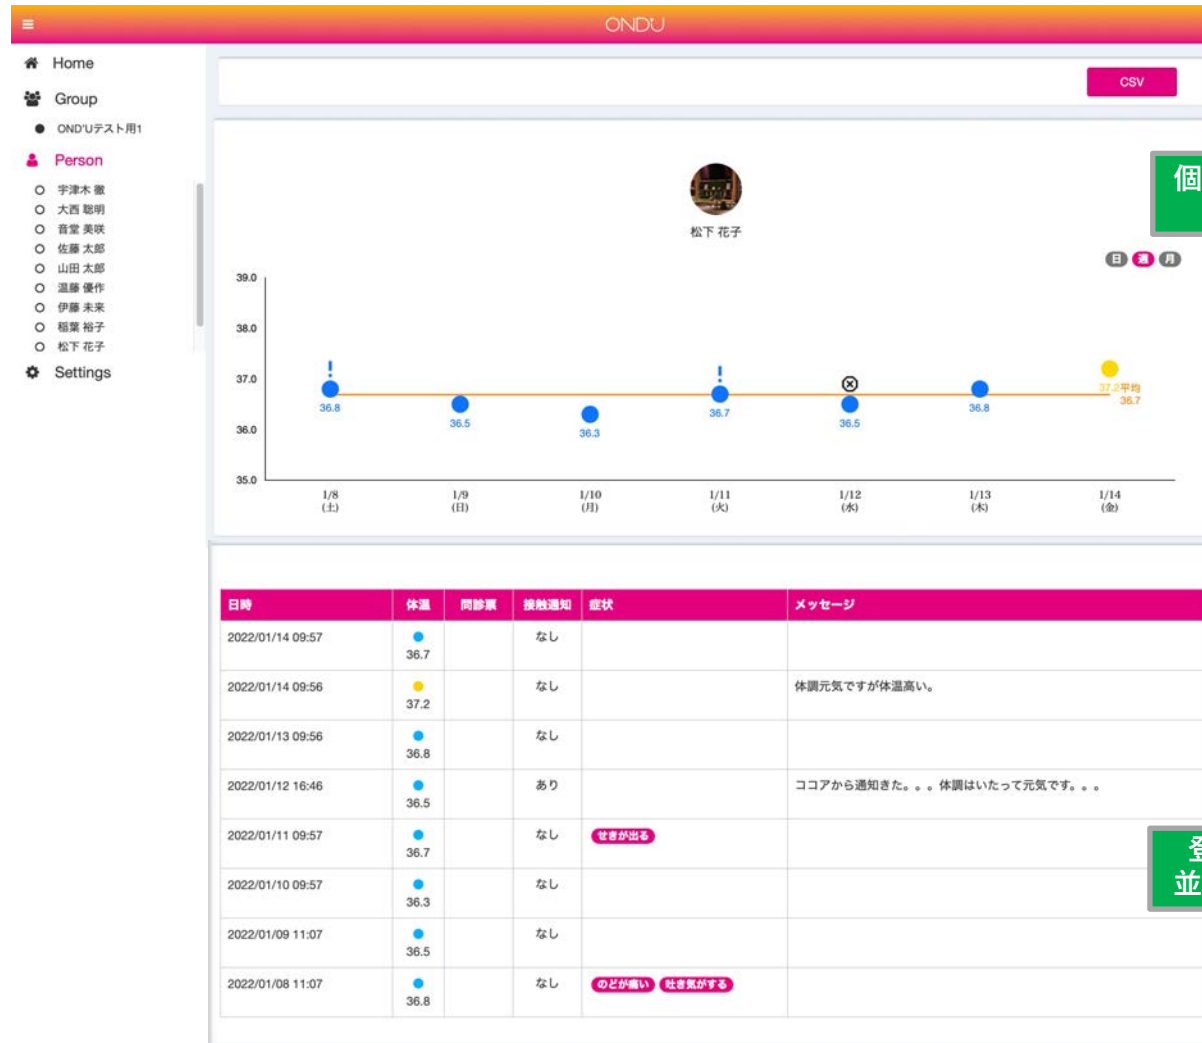 OND'U
Home
Group
OND'Uテスト用1
Person
宇津木 徹
大西 聡明
音堂 美咲
佐藤 太郎
山田 太郎
温藤 優作
伊藤 未来
稲葉 裕子
松下 花子
Settings
CSV
個
松下 花子
日 週 月
39.0
38.0
37.0
36.0
35.0
36.8
36.5
36.3
36.7
36.5
36.8
37.2平均
36.7
1/8 1/9 1/10 1/11 1/12 1/13 1/14
(土) (日) (月) (火) (水) (木) (金)
日時 体温 問診票 接触通知 症状 メッセージ
2022/01/14 09:57 なし
36.7
2022/01/14 09:56 なし 体調元気ですが体温高い。
37.2
2022/01/13 09:56 なし
36.8
2022/01/12 16:46 あり ココアから通知きた。。。体調はいたって元気です。。。
36.5
2022/01/11 09:57 なし せきが出る
36.7
2022/01/10 09:57 なし
36.3
2022/01/09 11:07 なし
36.5
2022/01/08 11:07 なし のどが痛い 吐き気がする
36.8
並